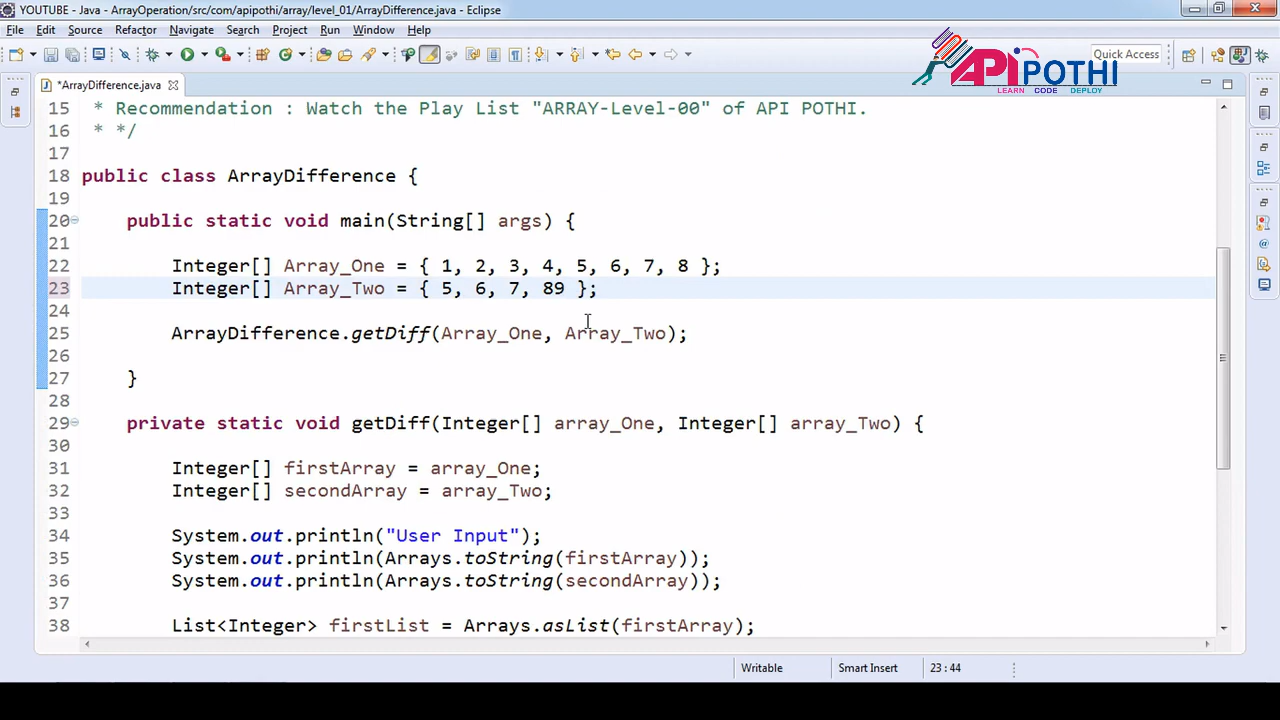 YOUTUBE - Java - ArrayOperation/src/com/apipothi/array/level_01/ArrayDifference.java - Eclipse
File Edit Source Refactor Navigate Search Project Run Window Help
Quick Access
APIPOTHI
LEARN CODE DEPLOY
*ArrayDifference.java
15 * Recommendation : Watch the Play List "ARRAY-Level-00" of API POTHI.
16 * */
17
18 public class ArrayDifference {
19
20 public static void main(String[] args) {
21
22 Integer[] Array_One = { 1, 2, 3, 4, 5, 6, 7, 8 };
23 Integer[] Array_Two = { 5, 6, 7, 89 };
24
25 ArrayDifference.getDiff(Array_One, Array_Two);
26
27 }
28
29 private static void getDiff(Integer[] array_One, Integer[] array_Two) {
30
31 Integer[] firstArray = array_One;
32 Integer[] secondArray = array_Two;
33
34 System.out.println("User Input");
35 System.out.println(Arrays.toString(firstArray));
36 System.out.println(Arrays.toString(secondArray));
37
38 List<Integer> firstList = Arrays.asList(firstArray);
Writable Smart Insert 23 : 44